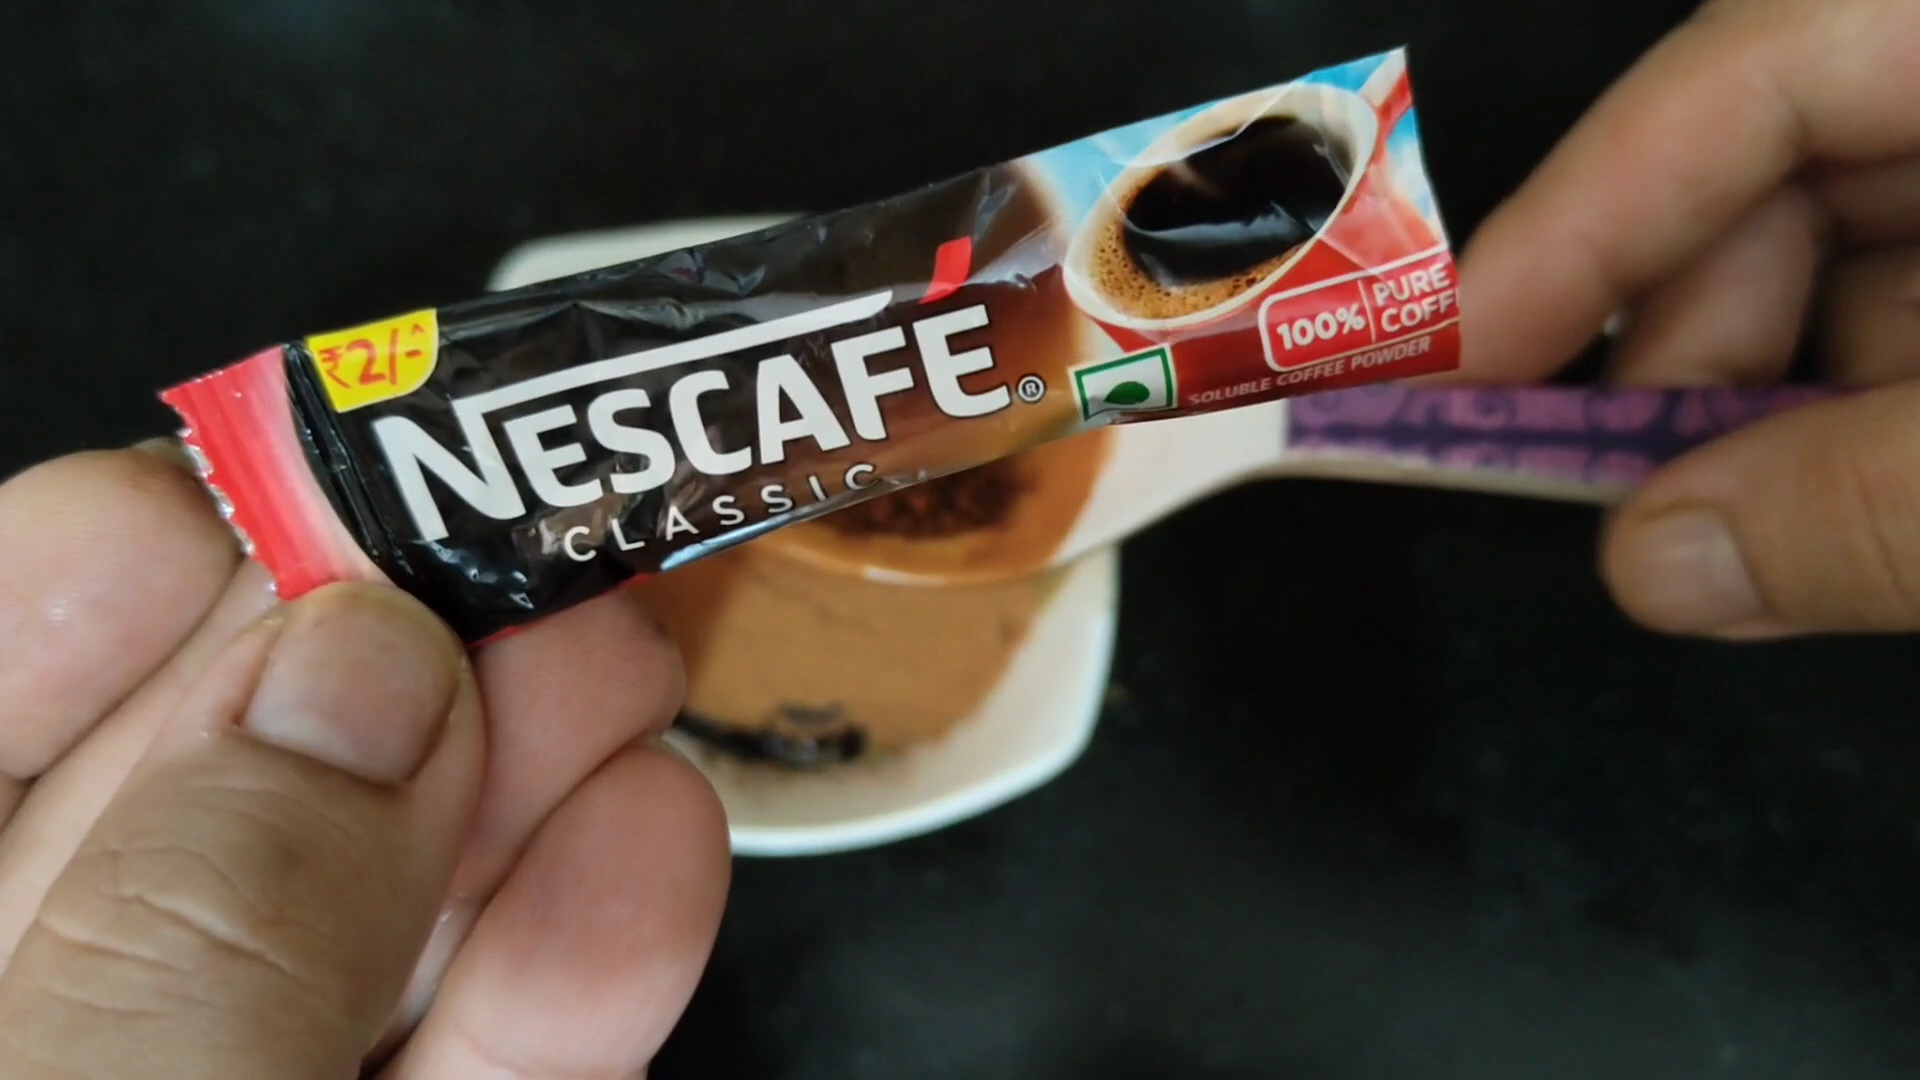 ₹2/-
NESCAFÉ®
CLASSIC
100% PURE
COFF
SOLUBLE COFFEE POWDER